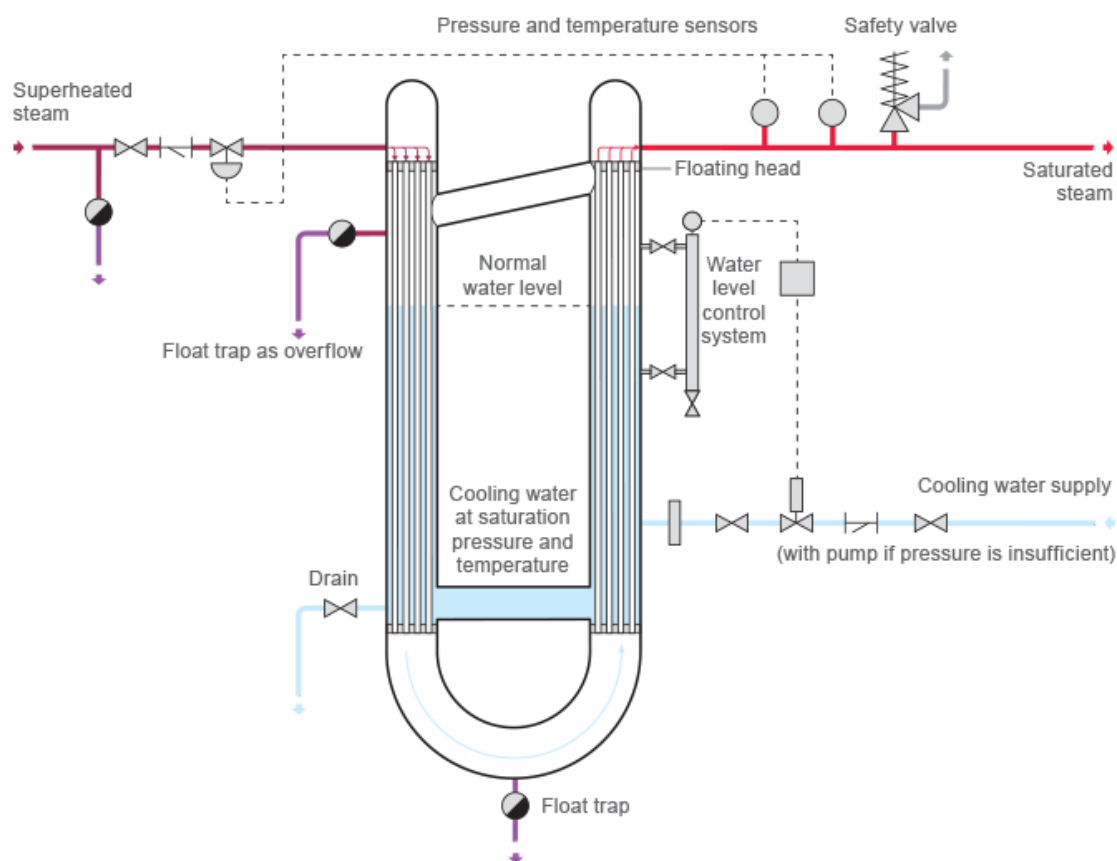 Pressure and temperature sensors
Safety valve
Superheated
steam
Floating head
Saturated
steam
Normal
water level
Water
level
control
system
Float trap as overflow
Cooling water
at saturation
pressure and
temperature
Cooling water supply
(with pump if pressure is insufficient)
Drain
Float trap